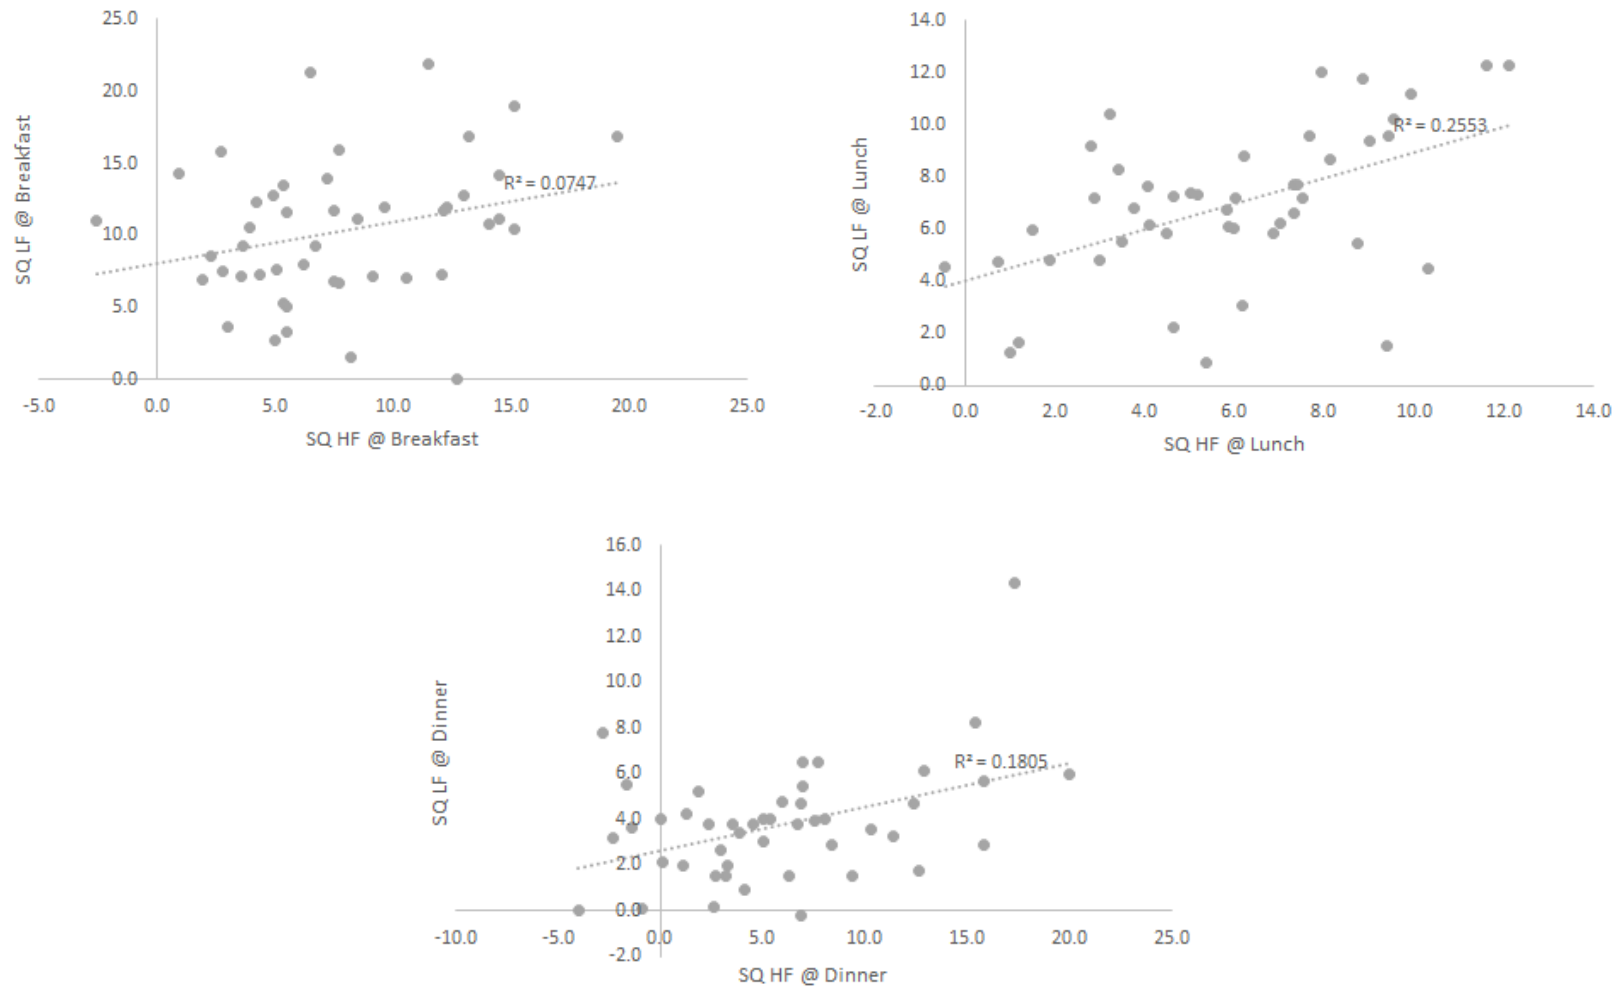 25.0
20.0
15.0
10.0
5.0
0.0
SQ LF @ Breakfast
R² = 0.0747
-5.0 0.0 5.0 10.0 15.0 20.0 25.0
SQ HF @ Breakfast
14.0
12.0
10.0
8.0
6.0
4.0
2.0
0.0
SQ LF @ Lunch
R² = 0.2553
-2.0 0.0 2.0 4.0 6.0 8.0 10.0 12.0 14.0
SQ HF @ Lunch
16.0
14.0
12.0
10.0
8.0
6.0
4.0
2.0
0.0
-2.0
SQ LF @ Dinner
R² = 0.1805
-10.0 -5.0 0.0 5.0 10.0 15.0 20.0 25.0
SQ HF @ Dinner